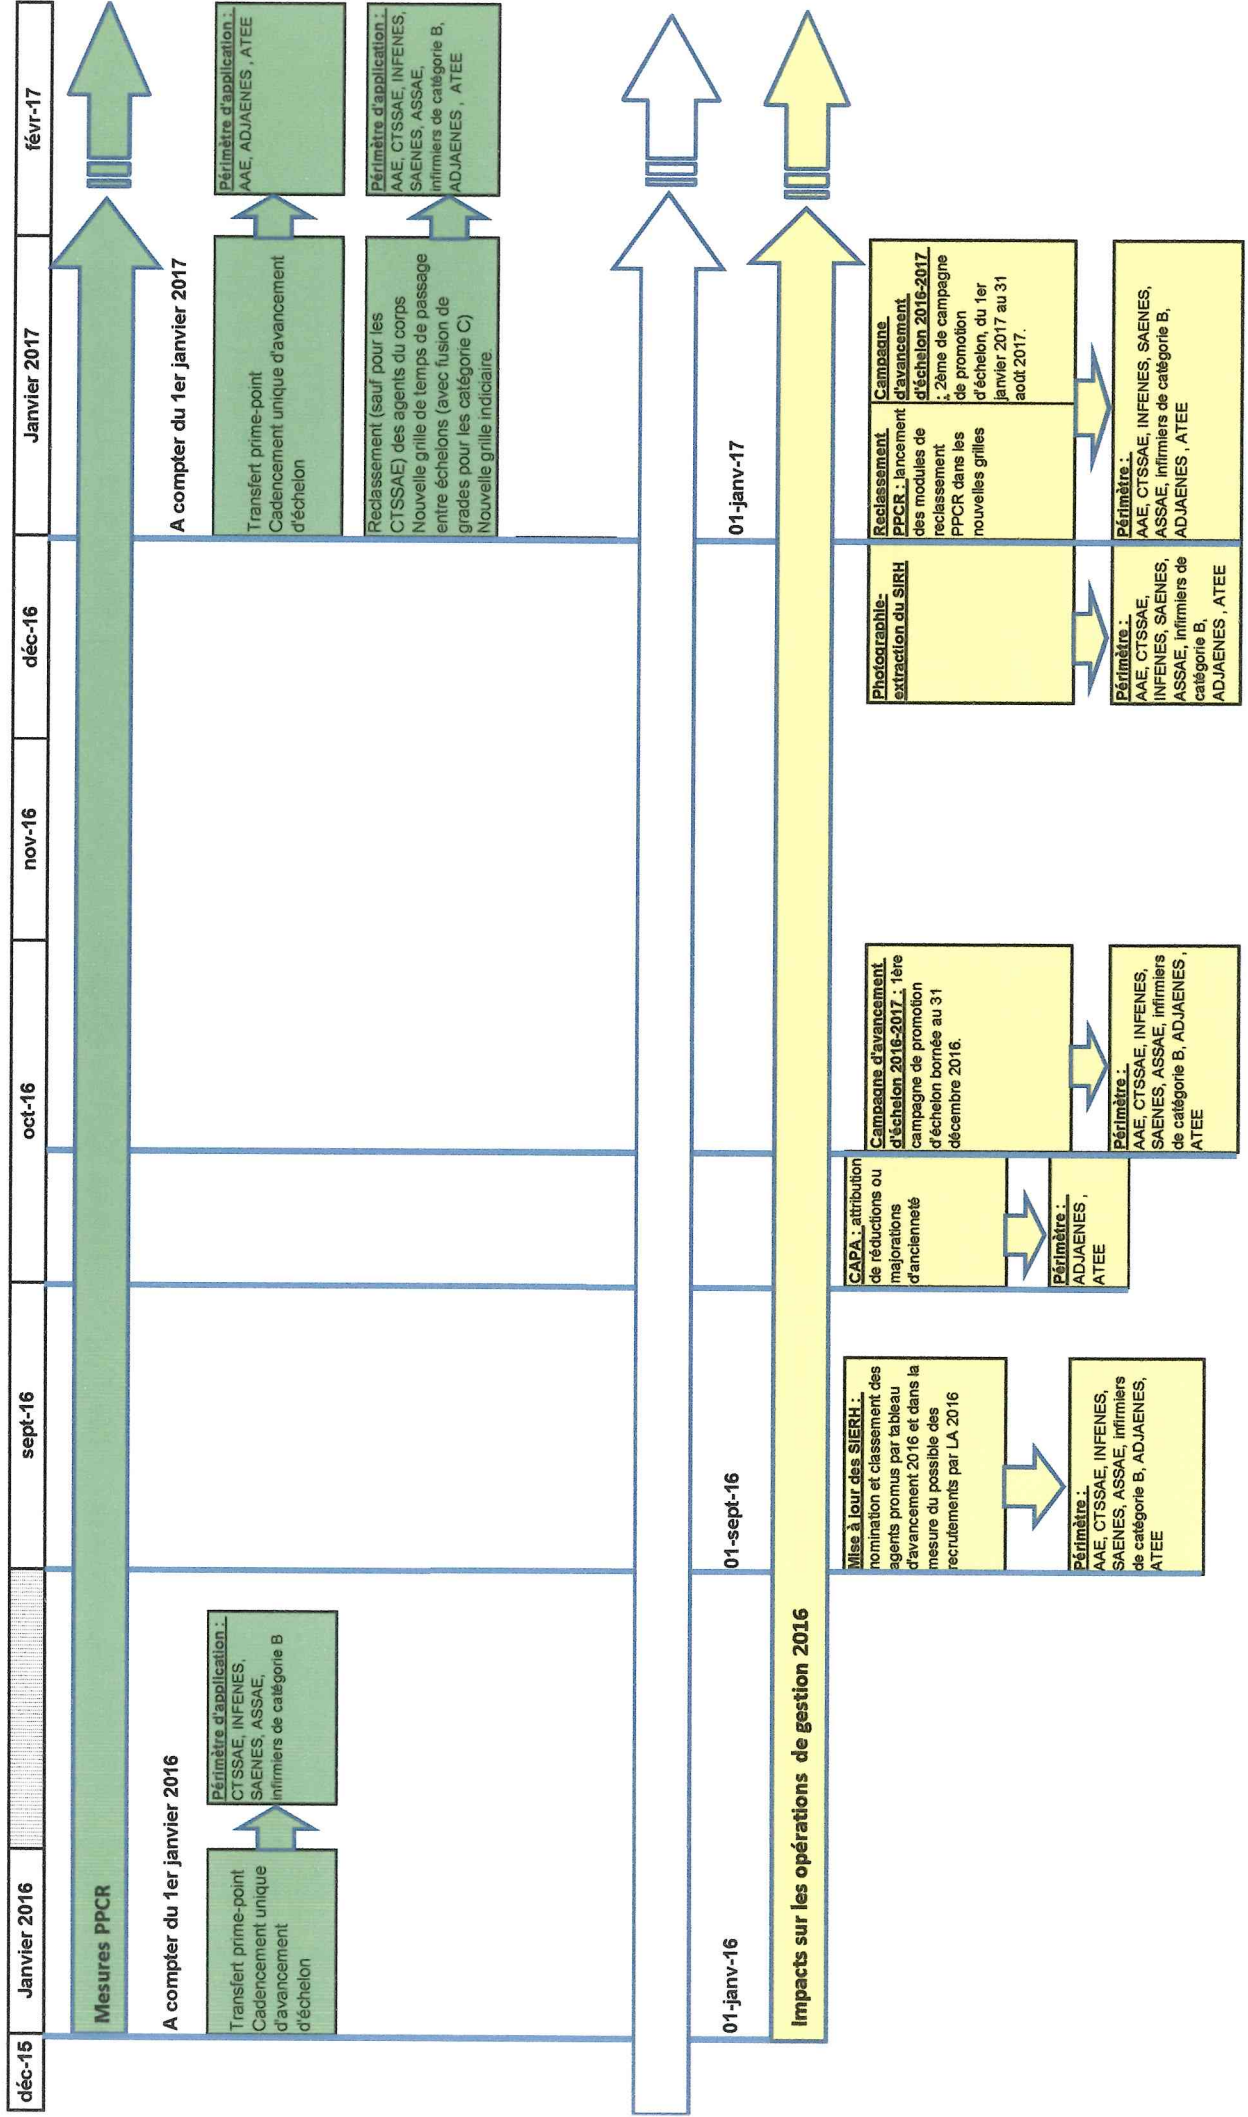 déc-15
Janvier 2016
sept-16
oct-16
nov-16
déc-16
Janvier 2017
févr-17
Mesures PPCR
A compter du 1er janvier 2016
Transfert prime-point
Cadencement unique
d'avancement
d'échelon
Périmètre d'application :
CTSSAE, INFENES,
SAENES, ASSAE,
infirmiers de catégorie B
A compter du 1er janvier 2017
Transfert prime-point
Cadencement unique d'avancement
d'échelon
Périmètre d'application :
AAE, ADJAENES , ATEE
Reclassement (sauf pour les
CTSSAE) des agents du corps
Nouvelle grille de temps de passage
entre échelons (avec fusion de
grades pour les catégorie C)
Nouvelle grille indiciaire.
Périmètre d'application :
AAE, CTSSAE, INFENES,
SAENES, ASSAE,
infirmiers de catégorie B,
ADJAENES , ATEE
01-janv-16
01-sept-16
01-janv-17
Impacts sur les opérations de gestion 2016
Mise à jour des SIERH :
nomination et classement des
agents promus par tableau
d'avancement 2016 et dans la
mesure du possible des
recrutements par LA 2016
Périmètre :
AAE, CTSSAE, INFENES,
SAENES, ASSAE, infirmiers
de catégorie B, ADJAENES,
ATEE
CAPA : attribution
de réductions ou
majorations
d'ancienneté
Périmètre :
ADJAENES ,
ATEE
Campagne d'avancement
d'échelon 2016-2017 : 1ère
campagne de promotion
d'échelon bornée au 31
décembre 2016.
Périmètre :
AAE, CTSSAE, INFENES,
SAENES, ASSAE, infirmiers
de catégorie B, ADJAENES ,
ATEE
Photographie-
extraction du SIRH
Périmètre :
AAE, CTSSAE,
INFENES, SAENES,
ASSAE, infirmiers de
catégorie B,
ADJAENES , ATEE
Reclassement
PPCR : lancement
des modules de
reclassement
PPCR dans les
nouvelles grilles
Campagne
d'avancement
d'échelon 2016-2017
: 2ème de campagne
de promotion
d'échelon, du 1er
janvier 2017 au 31
août 2017.
Périmètre :
AAE, CTSSAE, INFENES, SAENES,
ASSAE, infirmiers de catégorie B,
ADJAENES , ATEE